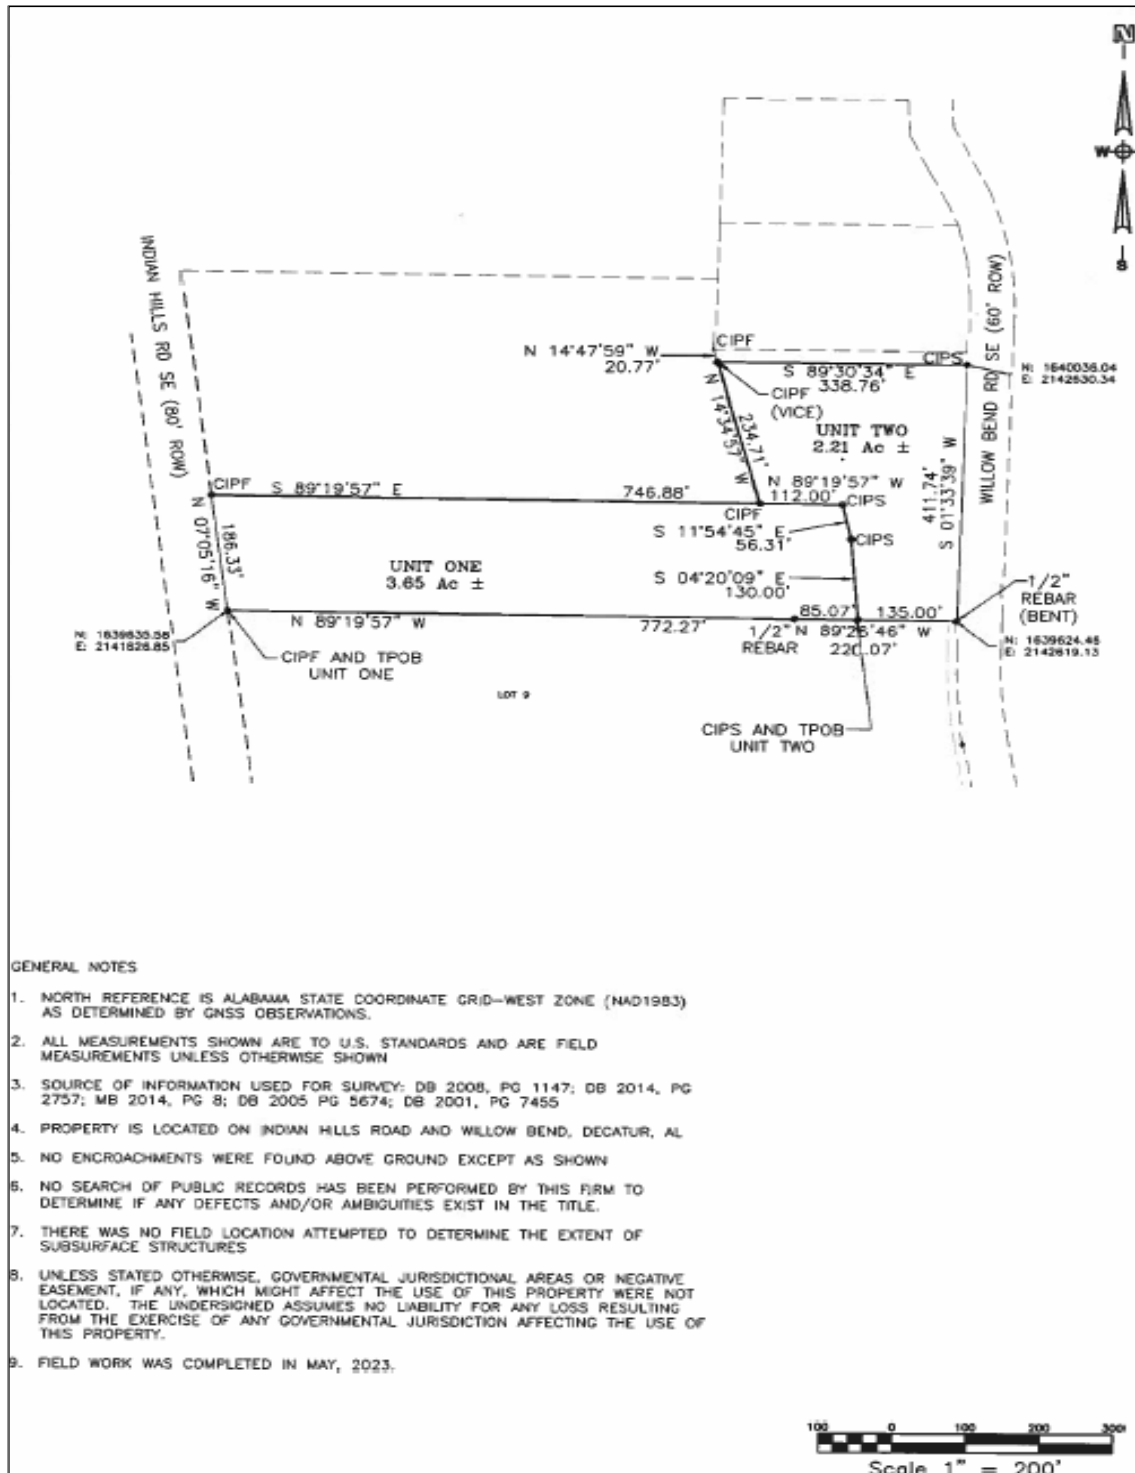 N
W
S
INDIAN HILLS RD SE (80' ROW)
WILLOW BEND RD SE (60' ROW)
CIPF
N 14°47'59" W
20.77'
CIPS
S 89°30'34" E
338.76'
N: 1640036.04
E: 2142630.34
CIPF
(VICE)
N 14°34'57" W
234.71'
UNIT TWO
2.21 Ac ±
411.74'
S 01°33'39" W
CIPF
S 89°19'57" E
746.88'
N 89°19'57" W
112.00'
CIPS
CIPF
S 11°54'45" E
56.31'
CIPS
N 07°05'16" W
186.33'
UNIT ONE
3.65 Ac ±
S 04°20'09" E
130.00'
1/2"
REBAR
(BENT)
85.07'
135.00'
N 89°19'57" W
772.27'
1/2"
REBAR
N 89°26'46" W
220.07'
E: 2141826.85
N: 1639624.45
E: 2142619.13
CIPF AND TPOB
UNIT ONE
LOT 9
CIPS AND TPOB
UNIT TWO
GENERAL NOTES
1. NORTH REFERENCE IS ALABAMA STATE COORDINATE GRID-WEST ZONE (NAD1983)
AS DETERMINED BY GNSS OBSERVATIONS.
2. ALL MEASUREMENTS SHOWN ARE TO U.S. STANDARDS AND ARE FIELD
MEASUREMENTS UNLESS OTHERWISE SHOWN
3. SOURCE OF INFORMATION USED FOR SURVEY: DB 2008, PG 1147; DB 2014, PG
2757; MB 2014, PG 8; DB 2005 PG 5674; DB 2001, PG 7455
4. PROPERTY IS LOCATED ON INDIAN HILLS ROAD AND WILLOW BEND, DECATUR, AL
5. NO ENCROACHMENTS WERE FOUND ABOVE GROUND EXCEPT AS SHOWN
6. NO SEARCH OF PUBLIC RECORDS HAS BEEN PERFORMED BY THIS FIRM TO
DETERMINE IF ANY DEFECTS AND/OR AMBIGUITIES EXIST IN THE TITLE.
7. THERE WAS NO FIELD LOCATION ATTEMPTED TO DETERMINE THE EXTENT OF
SUBSURFACE STRUCTURES
8. UNLESS STATED OTHERWISE, GOVERNMENTAL JURISDICTIONAL AREAS OR NEGATIVE
EASEMENT, IF ANY, WHICH MIGHT AFFECT THE USE OF THIS PROPERTY WERE NOT
LOCATED. THE UNDERSIGNED ASSUMES NO LIABILITY FOR ANY LOSS RESULTING
FROM THE EXERCISE OF ANY GOVERNMENTAL JURISDICTION AFFECTING THE USE OF
THIS PROPERTY.
9. FIELD WORK WAS COMPLETED IN MAY, 2023.
100 0 100 200 300
Scale 1" = 200'